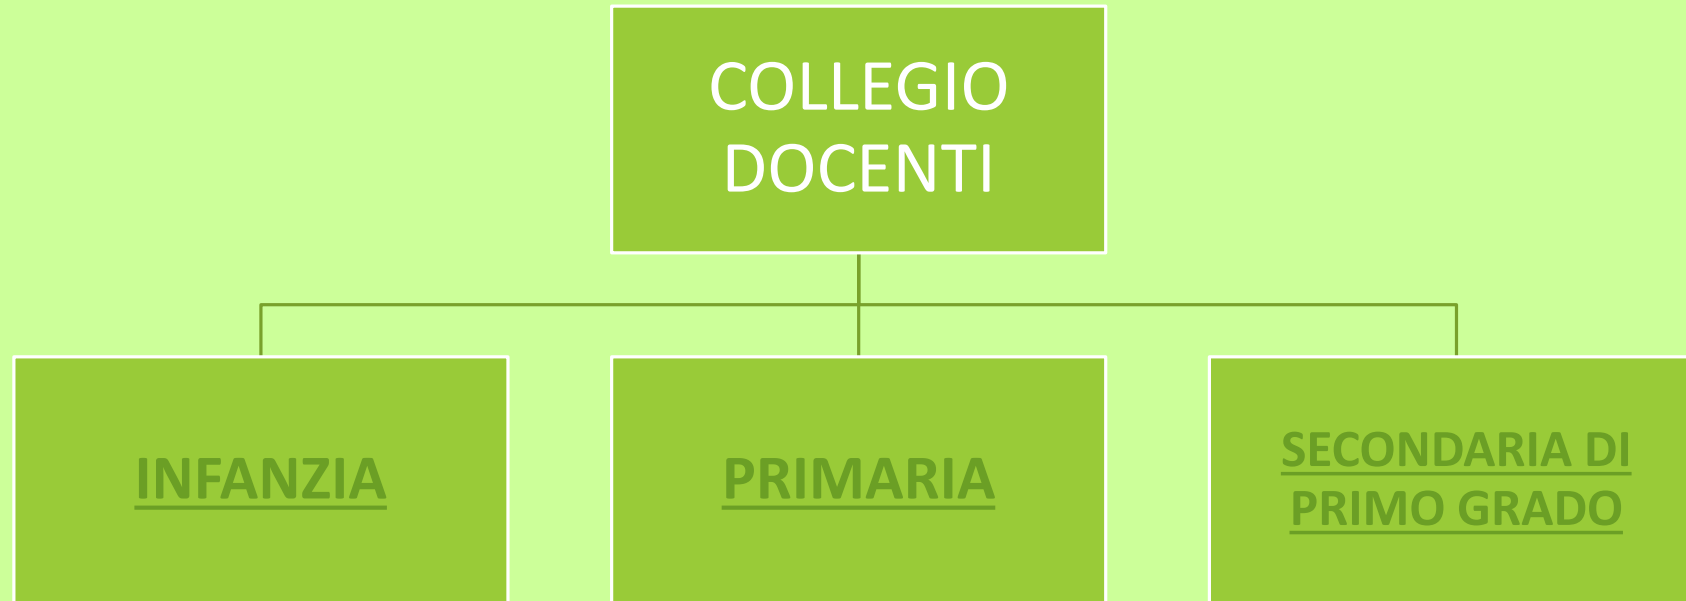 COLLEGIO
DOCENTI
INFANZIA
PRIMARIA
SECONDARIA DI
PRIMO GRADO